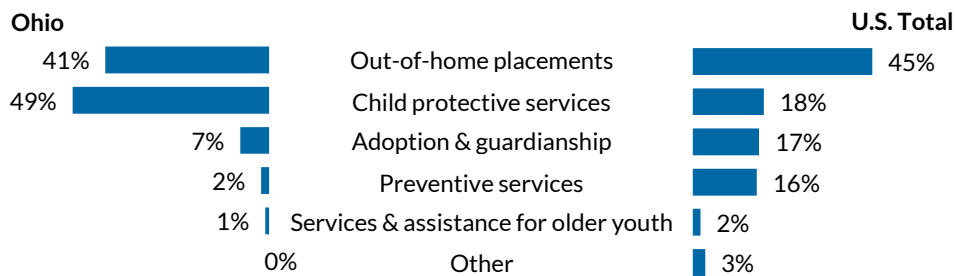 Ohio U.S. Total
41% Out-of-home placements 45%
49% Child protective services 18%
7% Adoption & guardianship 17%
2% Preventive services 16%
1% Services & assistance for older youth 2%
0% Other 3%